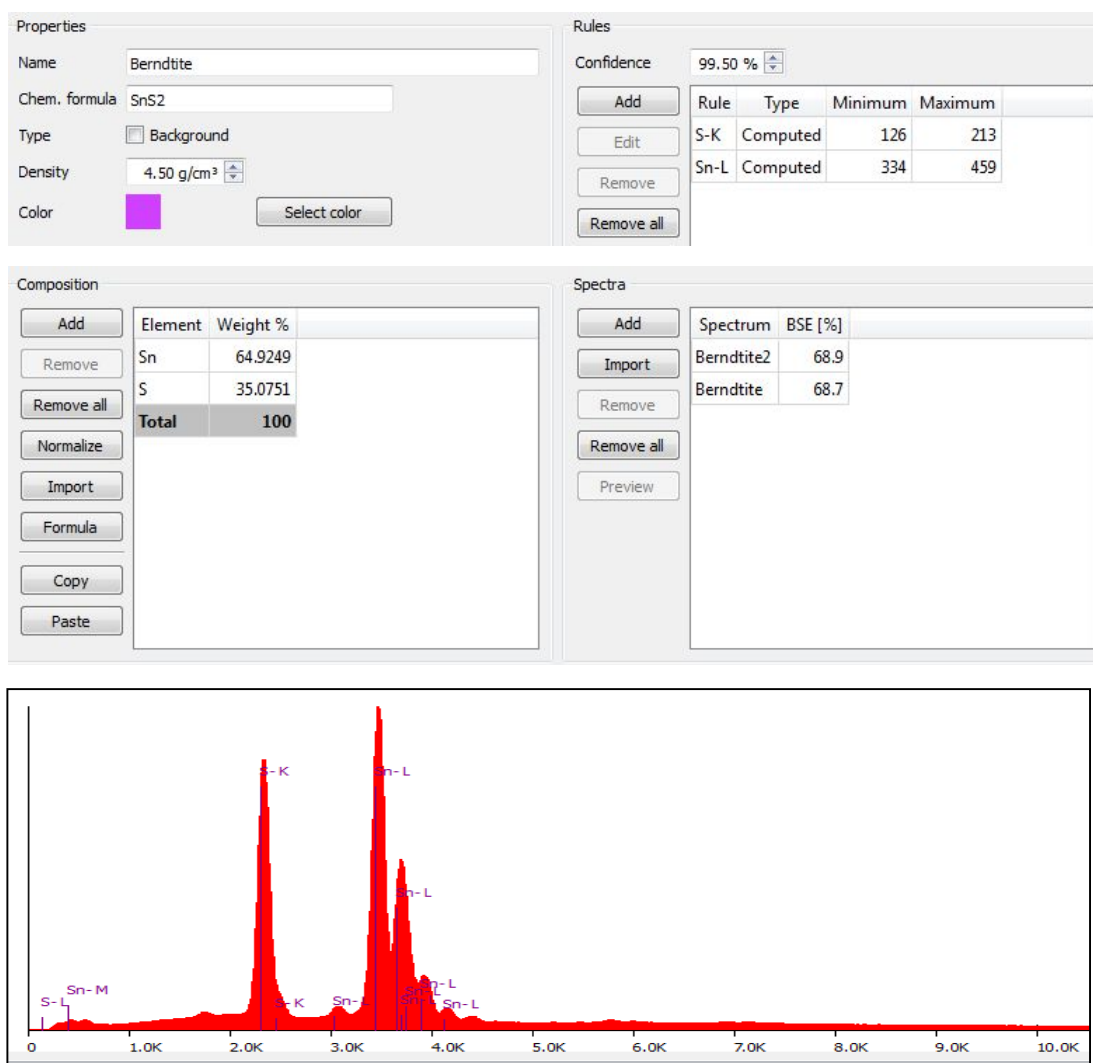 Properties
Name Berndtite
Chem. formula SnS2
Type Background
Density 4.50 g/cm³
Color Select color
Rules
Confidence 99.50 %
Add
Edit
Remove
Remove all
Rule Type Minimum Maximum
S-K Computed 126 213
Sn-L Computed 334 459
Composition
Add
Remove
Remove all
Normalize
Import
Formula
Copy
Paste
Element Weight %
Sn 64.9249
S 35.0751
Total 100
Spectra
Add
Import
Remove
Remove all
Preview
Spectrum BSE [%]
Berndtite2 68.9
Berndtite 68.7
S-K Sn-L
Sn-L
Sn-M Sn-L
S-L S-K Sn-L Sn-L Sn-L
0 1.0K 2.0K 3.0K 4.0K 5.0K 6.0K 7.0K 8.0K 9.0K 10.0K